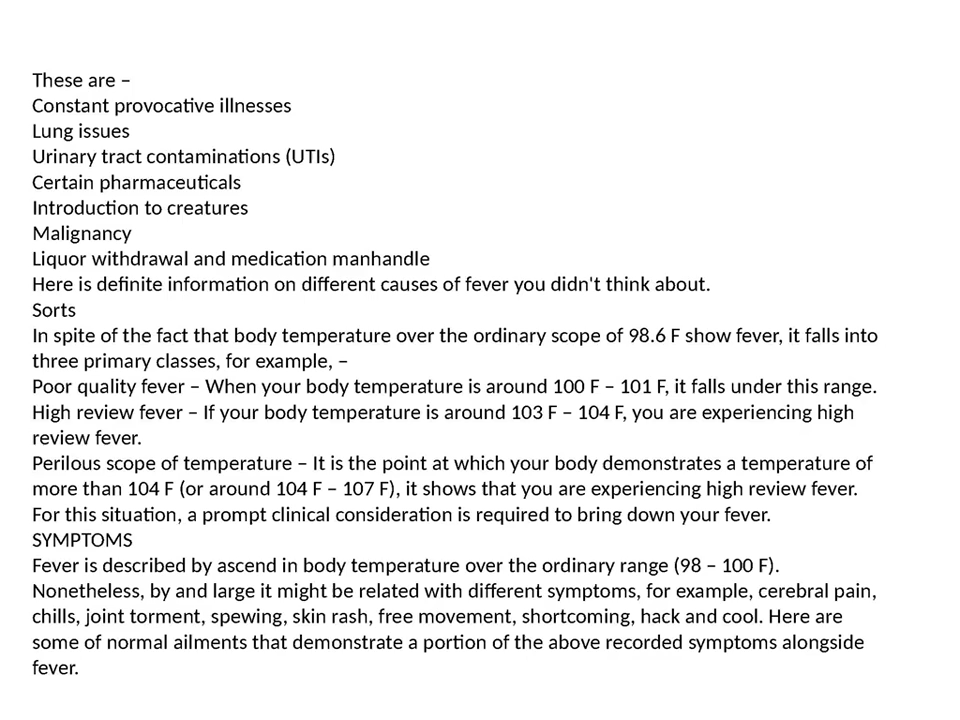 These are –
Constant provocative illnesses
Lung issues
Urinary tract contaminations (UTIs)
Certain pharmaceuticals
Introduction to creatures
Malignancy
Liquor withdrawal and medication manhandle
Here is definite information on different causes of fever you didn't think about.
Sorts
In spite of the fact that body temperature over the ordinary scope of 98.6 F show fever, it falls into
three primary classes, for example, –
Poor quality fever – When your body temperature is around 100 F – 101 F, it falls under this range.
High review fever – If your body temperature is around 103 F – 104 F, you are experiencing high
review fever.
Perilous scope of temperature – It is the point at which your body demonstrates a temperature of
more than 104 F (or around 104 F – 107 F), it shows that you are experiencing high review fever.
For this situation, a prompt clinical consideration is required to bring down your fever.
SYMPTOMS
Fever is described by ascend in body temperature over the ordinary range (98 – 100 F).
Nonetheless, by and large it might be related with different symptoms, for example, cerebral pain,
chills, joint torment, spewing, skin rash, free movement, shortcoming, hack and cool. Here are
some of normal ailments that demonstrate a portion of the above recorded symptoms alongside
fever.